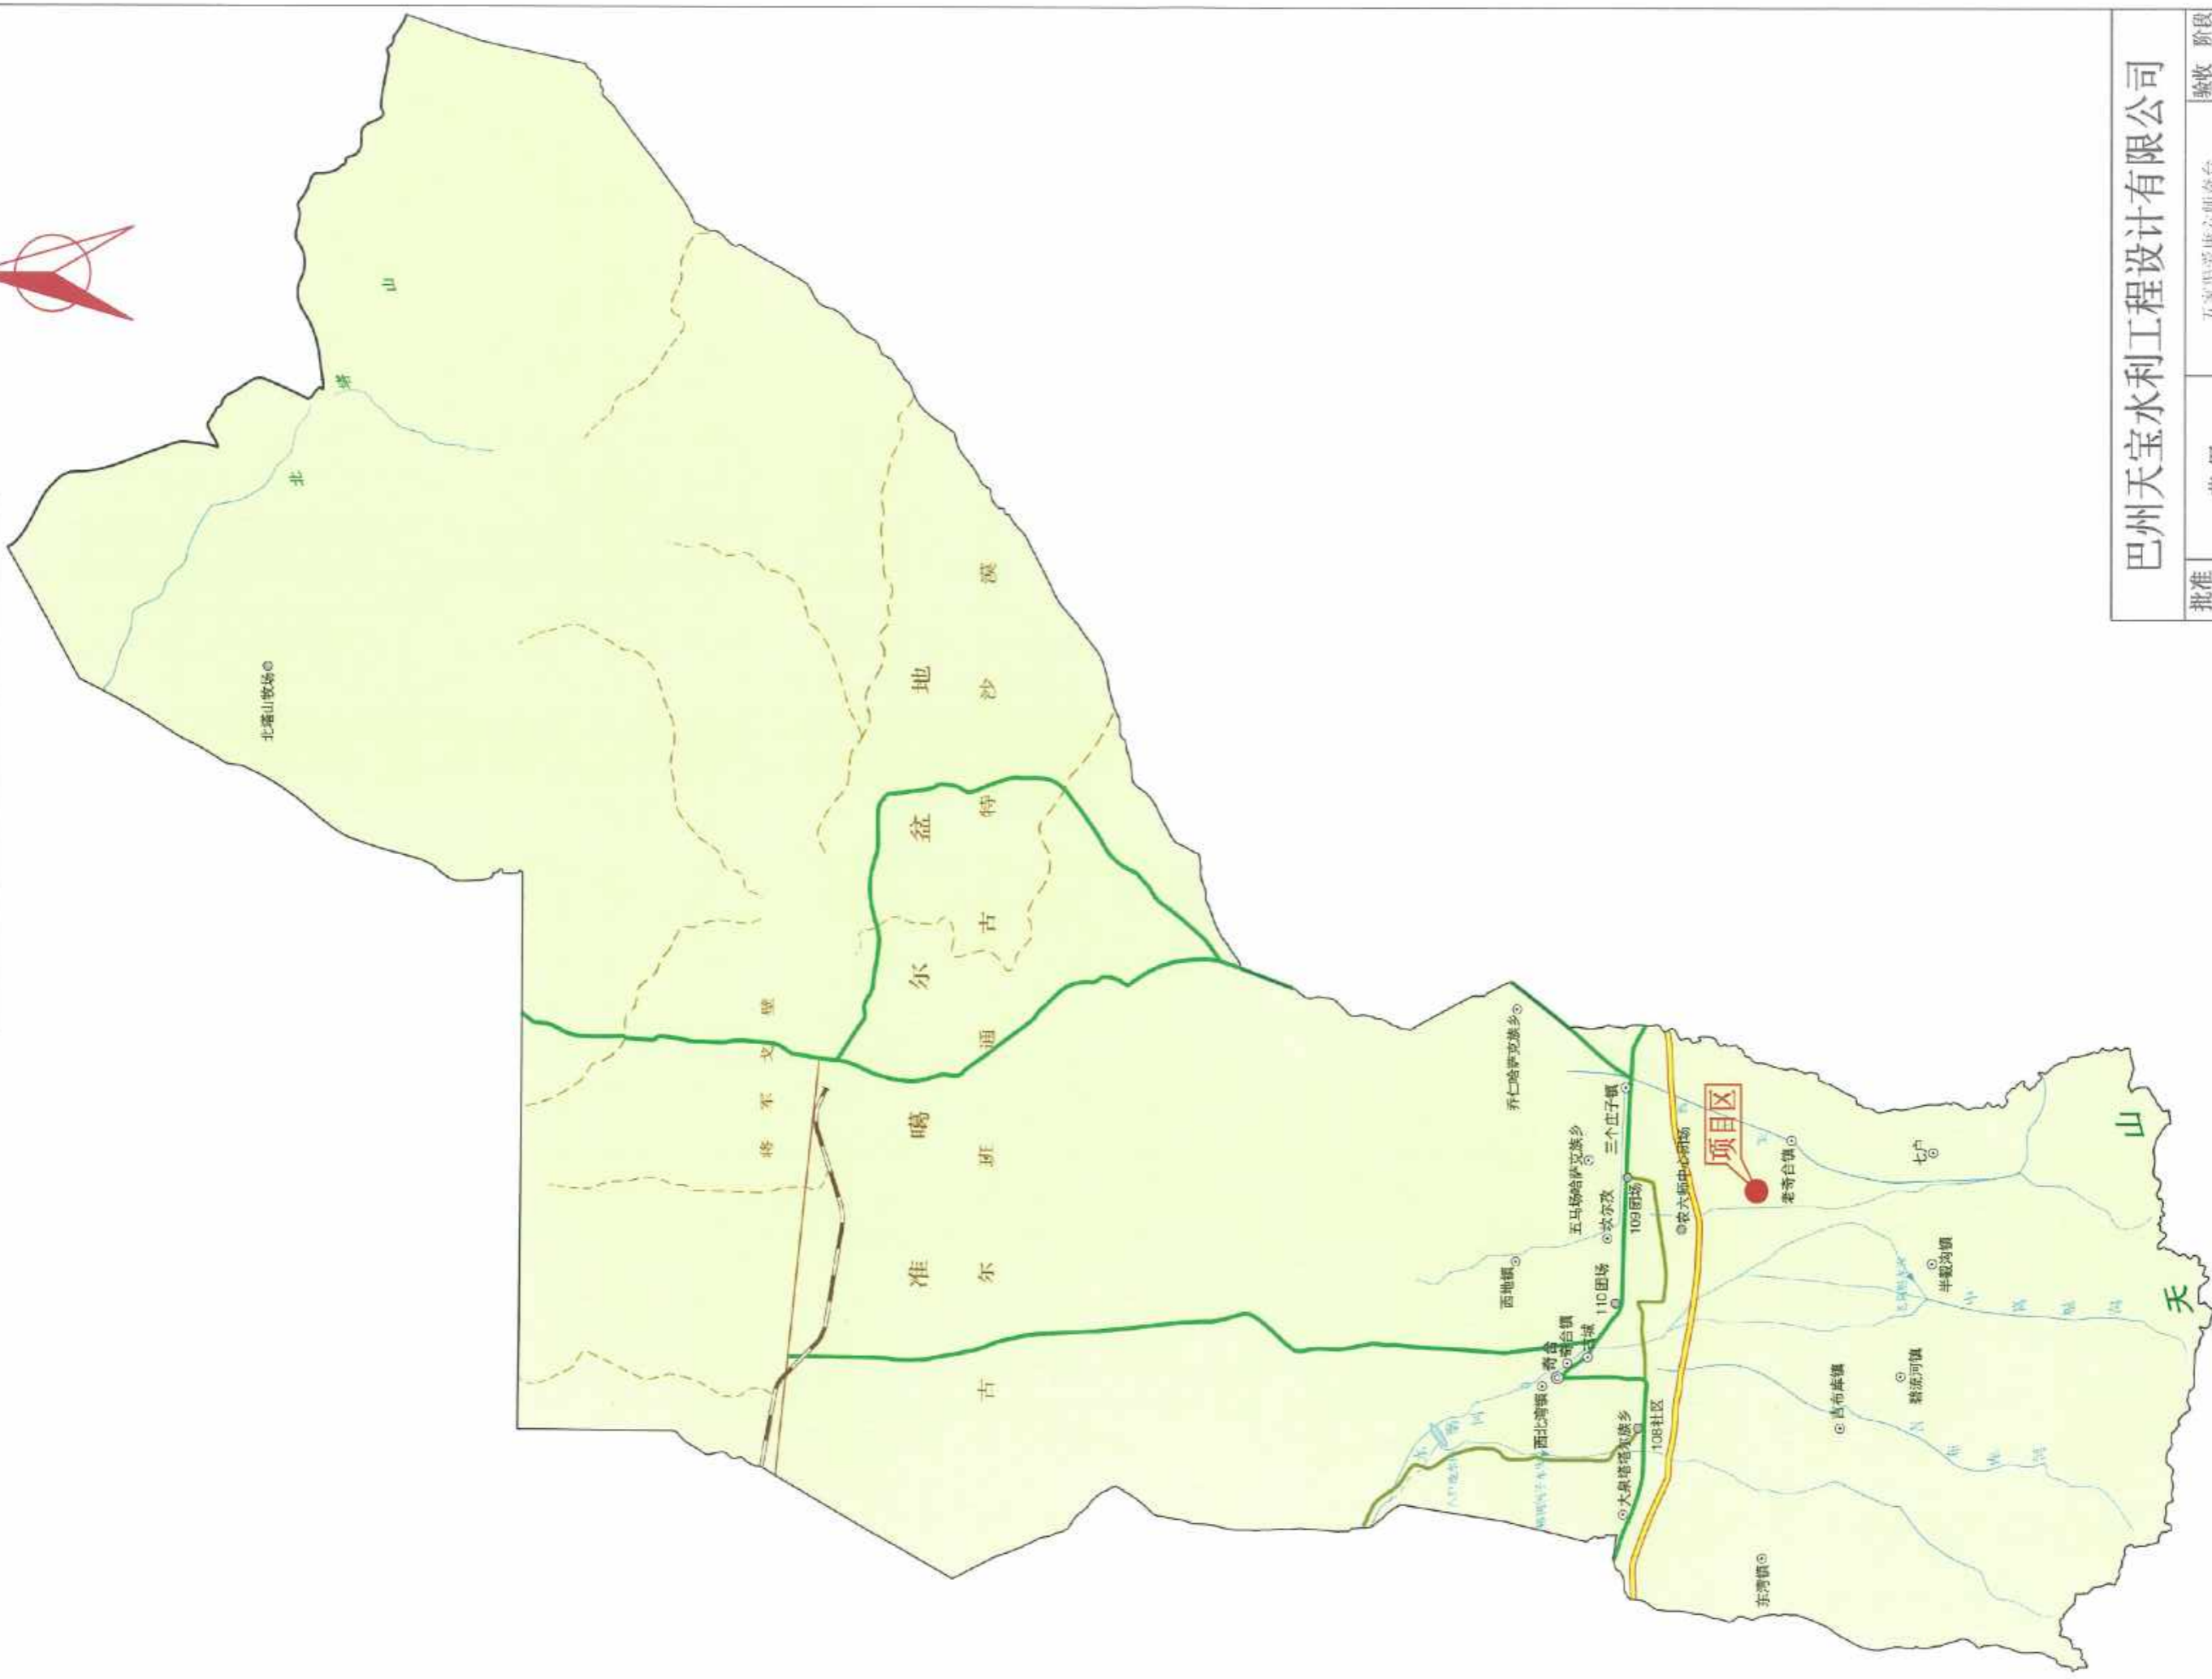 山
塔
北
北塔山牧场
将军戈壁
准噶尔盆地
古尔班通古特沙漠
乔仁哈萨克族乡
西地镇
五马场哈萨克族乡
三个庄子镇
坎尔孜
109团场
110团场
奇台
奇台镇
古城
西北湾镇
农六师中心团场
大泉塔塔尔族乡
108社区
项目区
老奇台镇
七户
半截沟镇
碧流河镇
吉布库镇
东湾镇
天山
巴州天宝水利工程设计有限公司
批准
验收 阶段